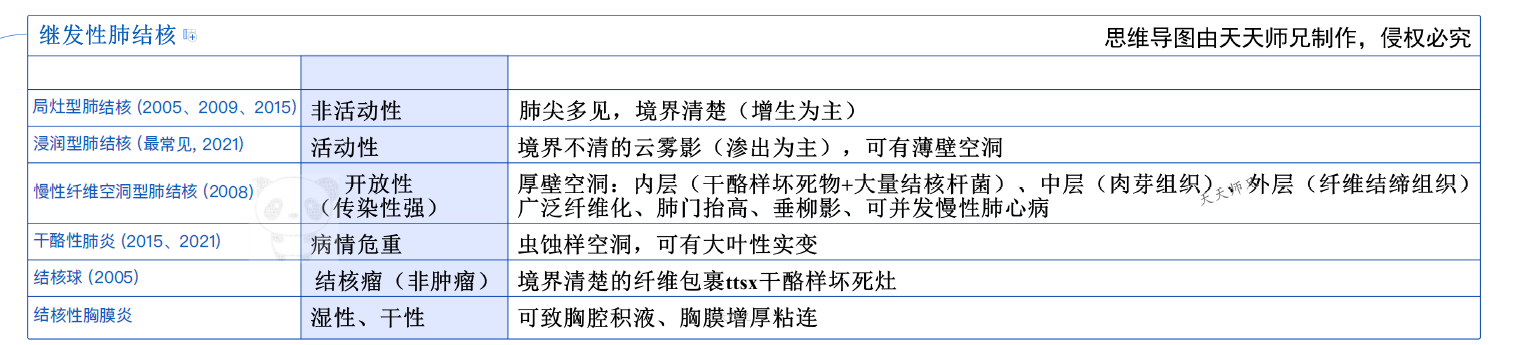 继发性肺结核
思维导图由天天师兄制作，侵权必究
局灶型肺结核 (2005、2009、2015) 非活动性 肺尖多见，境界清楚（增生为主）
浸润型肺结核 (最常见, 2021) 活动性 境界不清的云雾影（渗出为主），可有薄壁空洞
慢性纤维空洞型肺结核 (2008) 开放性 厚壁空洞：内层（干酪样坏死物+大量结核杆菌）、中层（肉芽组织）、外层（纤维结缔组织）
（传染性强） 广泛纤维化、肺门抬高、垂柳影、可并发慢性肺心病
天天师兄
干酪性肺炎 (2015、2021) 病情危重 虫蚀样空洞，可有大叶性实变
结核球 (2005) 结核瘤（非肿瘤） 境界清楚的纤维包裹ttsx干酪样坏死灶
结核性胸膜炎 湿性、干性 可致胸腔积液、胸膜增厚粘连